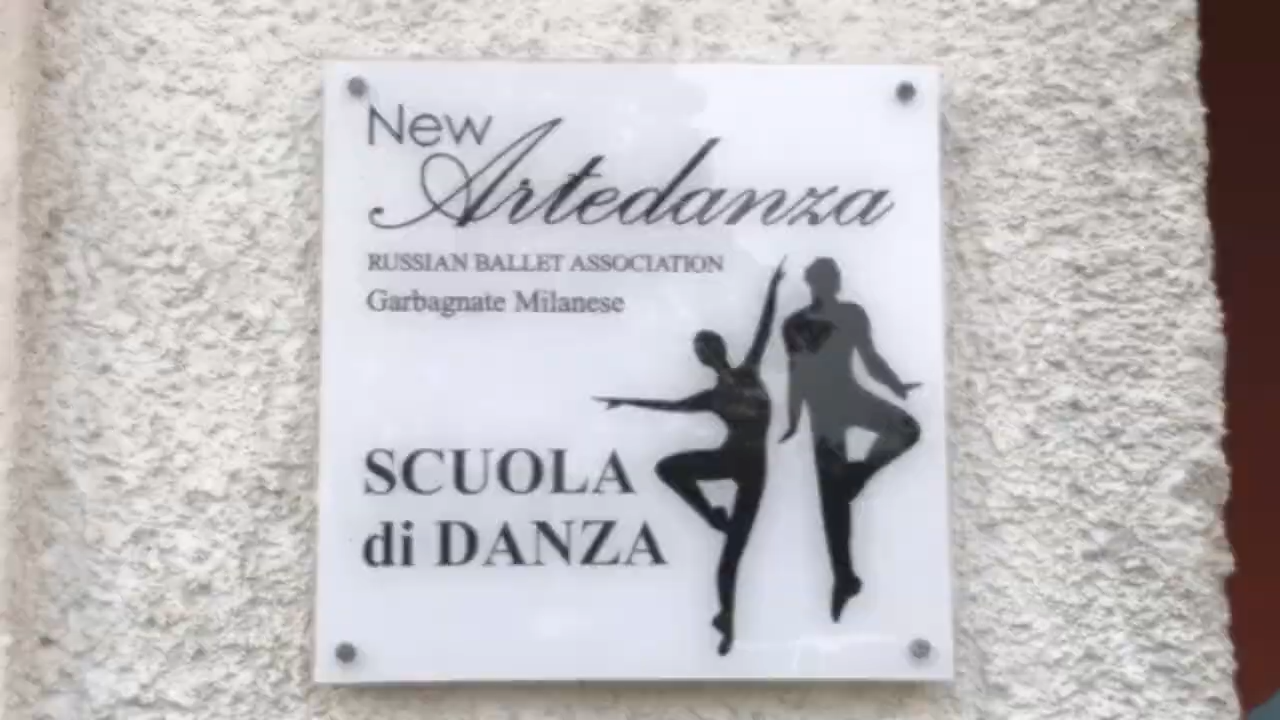 New
Artedanza
RUSSIAN BALLET ASSOCIATION
Garbagnate Milanese
SCUOLA
di DANZA